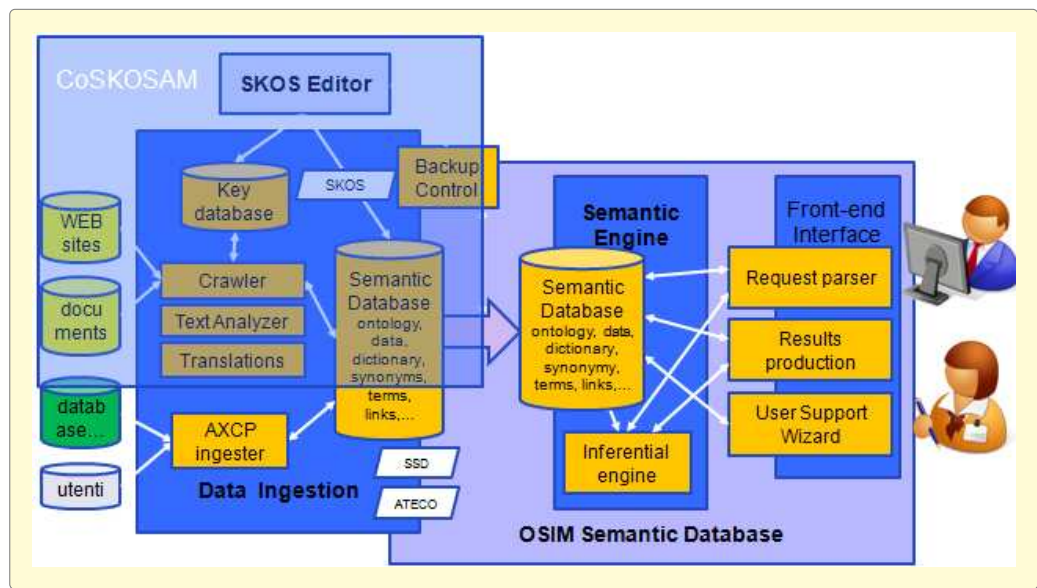 CoSKOSAM
SKOS Editor
Key
database
SKOS
Backup
Control
WEB
sites
docu
ments
datab
ase...
utenti
Crawler
Text Analyzer
Translations
AXCP
ingester
Semantic
Database
ontology,
data,
dictionary,
synonyms,
terms,
links,...
SSD
ATECO
Data Ingestion
Semantic
Engine
Semantic
Database
ontology, data,
dictionary,
synonymy,
terms, links,...
Inferential
engine
Front-end
Interface
Request parser
Results
production
User Support
Wizard
OSIM Semantic Database